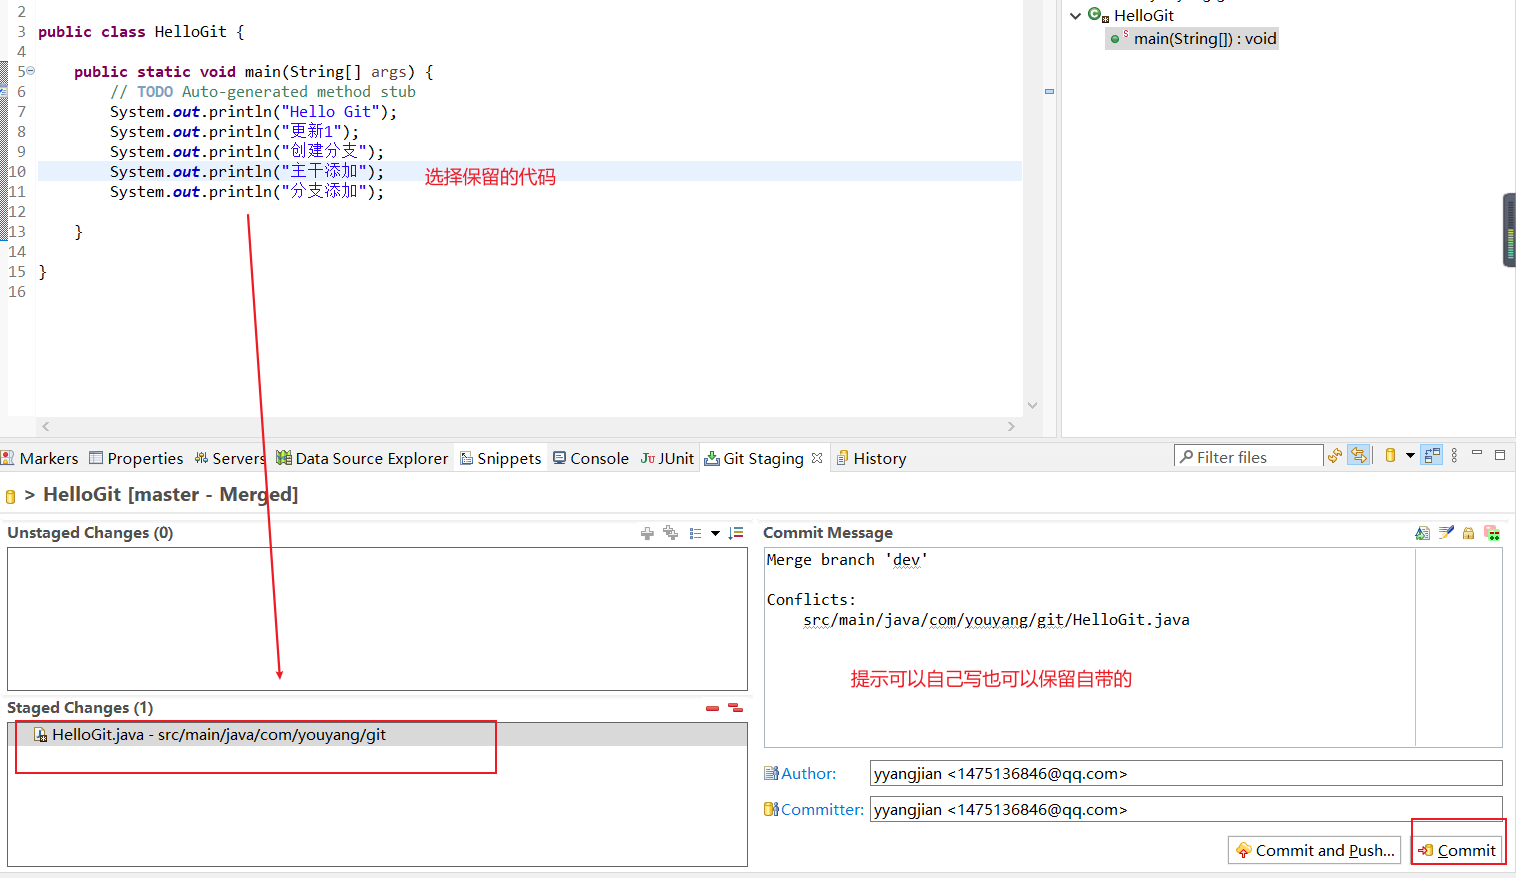 2
3 public class HelloGit {
4
5 public static void main(String[] args) {
6 // TODO Auto-generated method stub
7 System.out.println("Hello Git");
8 System.out.println("更新1");
9 System.out.println("创建分支");
10 System.out.println("主干添加");
选择保留的代码
11 System.out.println("分支添加");
12
13 }
14
15 }
16
HelloGit
main(String[]) : void
Markers Properties Servers Data Source Explorer Snippets Console JUnit Git Staging History
Filter files
> HelloGit [master - Merged]
Unstaged Changes (0)
Staged Changes (1)
HelloGit.java - src/main/java/com/youyang/git
Commit Message
Merge branch 'dev'
Conflicts:
src/main/java/com/youyang/git/HelloGit.java
提示可以自己写也可以保留自带的
Author: yyangjian <1475136846@qq.com>
Committer: yyangjian <1475136846@qq.com>
Commit and Push... Commit